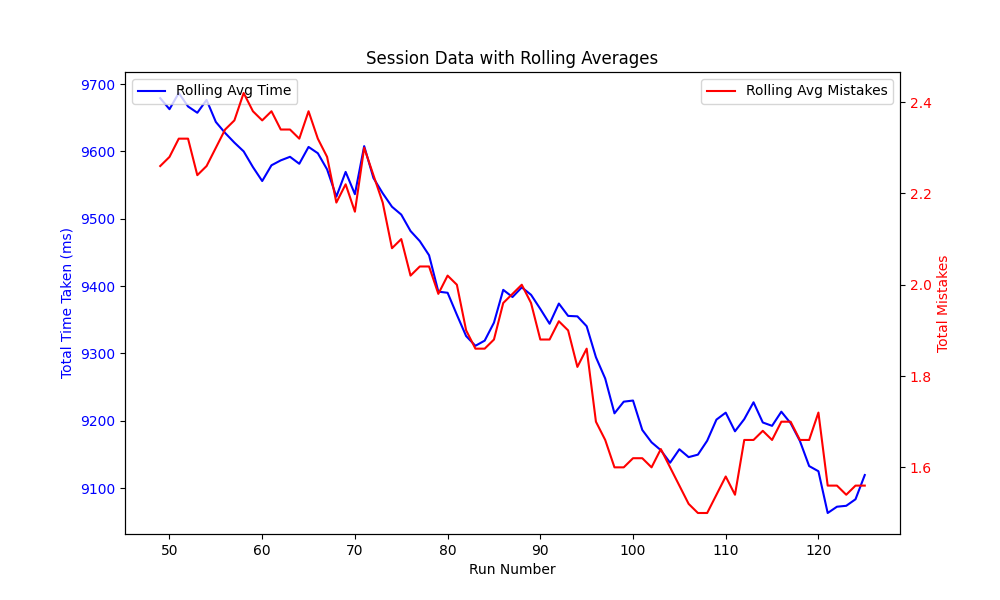 Session Data with Rolling Averages
Rolling Avg Time
Rolling Avg Mistakes
Total Time Taken (ms)
9700
9600
9500
9400
9300
9200
9100
2.4
2.2
2.0
1.8
1.6
Total Mistakes
50 60 70 80 90 100 110 120
Run Number